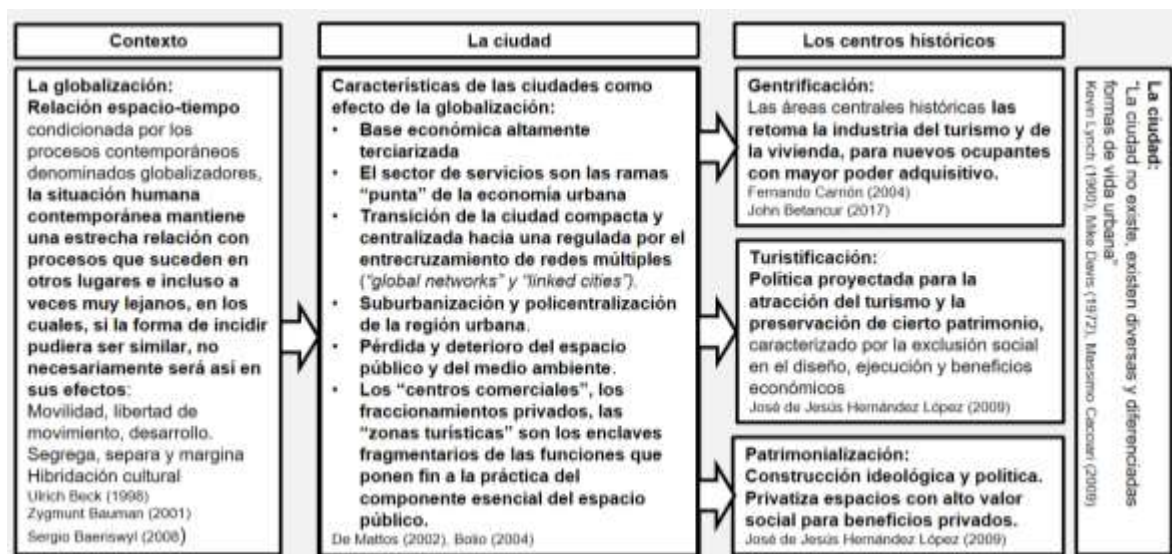 Contexto
La globalización:
Relación espacio-tiempo
condicionada por los
procesos contemporáneos
denominados globalizadores,
la situación humana
contemporánea mantiene
una estrecha relación con
procesos que suceden en
otros lugares e incluso a
veces muy lejanos, en los
cuales, si la forma de incidir
pudiera ser similar, no
necesariamente será así en
sus efectos:
Movilidad, libertad de
movimiento, desarrollo.
Segrega, separa y margina
Hibridación cultural
Ulrich Beck (1998)
Zygmunt Bauman (2001)
Sergio Baeriswyl (2008)
La ciudad
Características de las ciudades como
efecto de la globalización:
• Base económica altamente
terciarizada
• El sector de servicios son las ramas
“punta” de la economía urbana
• Transición de la ciudad compacta y
centralizada hacia una regulada por el
entrecruzamiento de redes múltiples
(“global networks” y “linked cities”).
• Suburbanización y policentralización
de la región urbana.
• Pérdida y deterioro del espacio
público y del medio ambiente.
• Los “centros comerciales”, los
fraccionamientos privados, las
“zonas turísticas” son los enclaves
fragmentarios de las funciones que
ponen fin a la práctica del
componente esencial del espacio
público.
De Mattos (2002), Bolio (2004)
Los centros históricos
Gentrificación:
Las áreas centrales históricas las
retoma la industria del turismo y de
la vivienda, para nuevos ocupantes
con mayor poder adquisitivo.
Fernando Carrión (2004)
John Betancur (2017)
Turistificación:
Política proyectada para la
atracción del turismo y la
preservación de cierto patrimonio,
caracterizado por la exclusión social
en el diseño, ejecución y beneficios
económicos
José de Jesús Hernández López (2009)
Patrimonialización:
Construcción ideológica y política.
Privatiza espacios con alto valor
social para beneficios privados.
José de Jesús Hernández López (2009)
La ciudad:
“La ciudad no existe, existen diversas y diferenciadas
formas de vida urbana”
Kevin Lynch (1960), Mike Davis (1972), Massimo Cacciari (2009)